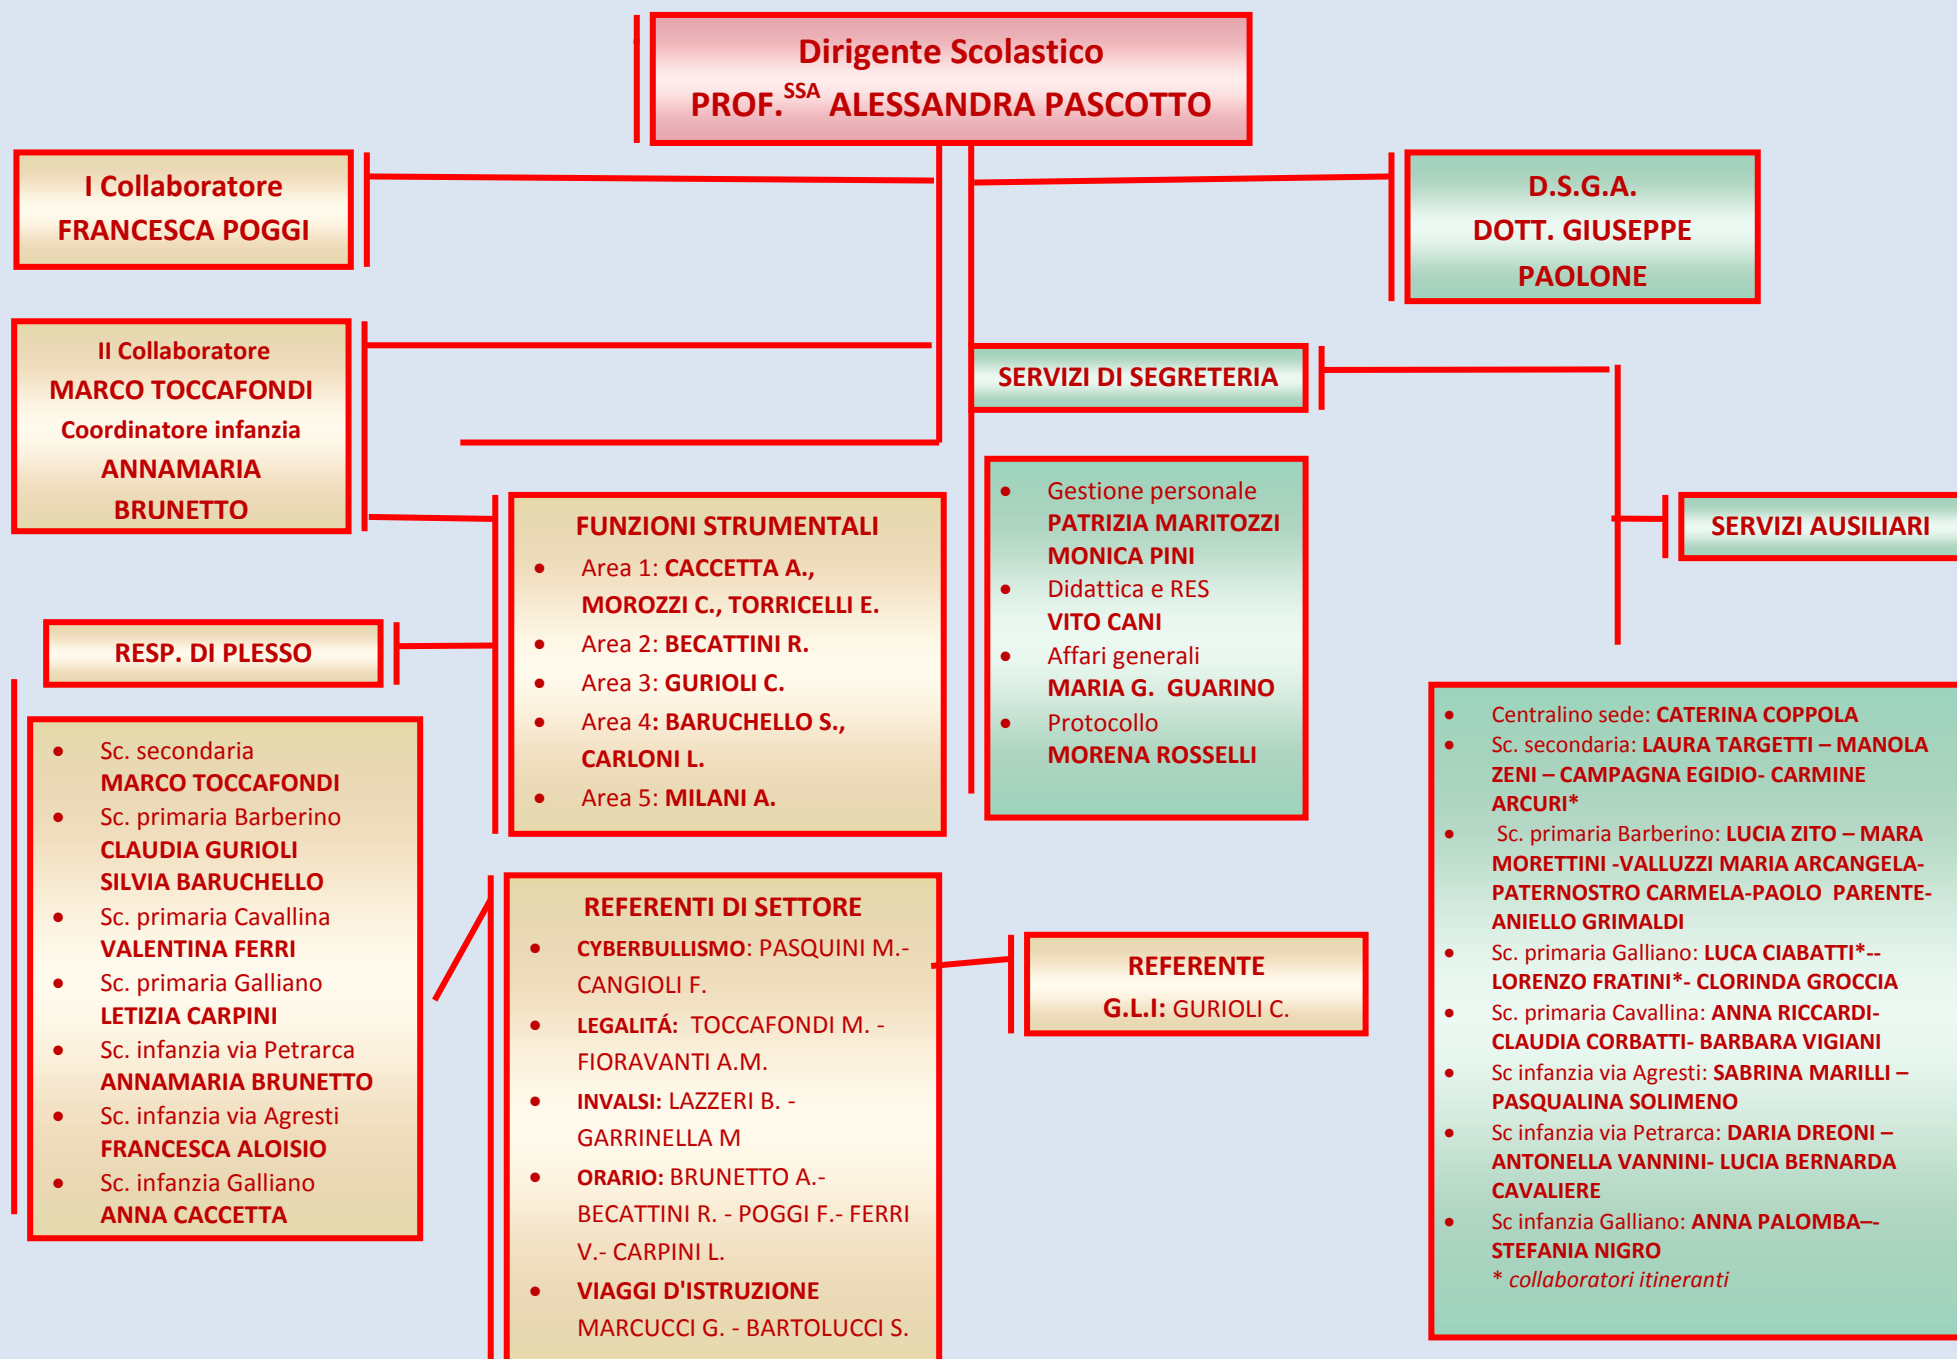 Dirigente Scolastico
PROF.SSA ALESSANDRA PASCOTTO
I Collaboratore
FRANCESCA POGGI
D.S.G.A.
DOTT. GIUSEPPE
PAOLONE
II Collaboratore
MARCO TOCCAFONDI
Coordinatore infanzia
ANNAMARIA
BRUNETTO
SERVIZI DI SEGRETERIA
• Gestione personale
PATRIZIA MARITOZZI
MONICA PINI
• Didattica e RES
VITO CANI
• Affari generali
MARIA G. GUARINO
• Protocollo
MORENA ROSSELLI
SERVIZI AUSILIARI
FUNZIONI STRUMENTALI
• Area 1: CACCETTA A.,
MOROZZI C., TORRICELLI E.
• Area 2: BECATTINI R.
• Area 3: GURIOLI C.
• Area 4: BARUCHELLO S.,
CARLONI L.
• Area 5: MILANI A.
RESP. DI PLESSO
• Sc. secondaria
MARCO TOCCAFONDI
• Sc. primaria Barberino
CLAUDIA GURIOLI
SILVIA BARUCHELLO
• Sc. primaria Cavallina
VALENTINA FERRI
• Sc. primaria Galliano
LETIZIA CARPINI
• Sc. infanzia via Petrarca
ANNAMARIA BRUNETTO
• Sc. infanzia via Agresti
FRANCESCA ALOISIO
• Sc. infanzia Galliano
ANNA CACCETTA
REFERENTI DI SETTORE
• CYBERBULLISMO: PASQUINI M.-
CANGIOLI F.
• LEGALITÁ: TOCCAFONDI M. -
FIORAVANTI A.M.
• INVALSI: LAZZERI B. -
GARRINELLA M
• ORARIO: BRUNETTO A.-
BECATTINI R. - POGGI F.- FERRI
V.- CARPINI L.
• VIAGGI D'ISTRUZIONE
MARCUCCI G. - BARTOLUCCI S.
REFERENTE
G.L.I: GURIOLI C.
• Centralino sede: CATERINA COPPOLA
• Sc. secondaria: LAURA TARGETTI – MANOLA
ZENI – CAMPAGNA EGIDIO- CARMINE
ARCURI*
• Sc. primaria Barberino: LUCIA ZITO – MARA
MORETTINI -VALLUZZI MARIA ARCANGELA-
PATERNOSTRO CARMELA-PAOLO PARENTE-
ANIELLO GRIMALDI
• Sc. primaria Galliano: LUCA CIABATTI*--
LORENZO FRATINI*- CLORINDA GROCCIA
• Sc. primaria Cavallina: ANNA RICCARDI-
CLAUDIA CORBATTI- BARBARA VIGIANI
• Sc infanzia via Agresti: SABRINA MARILLI –
PASQUALINA SOLIMENO
• Sc infanzia via Petrarca: DARIA DREONI –
ANTONELLA VANNINI- LUCIA BERNARDA
CAVALIERE
• Sc infanzia Galliano: ANNA PALOMBA–-
STEFANIA NIGRO
* collaboratori itineranti